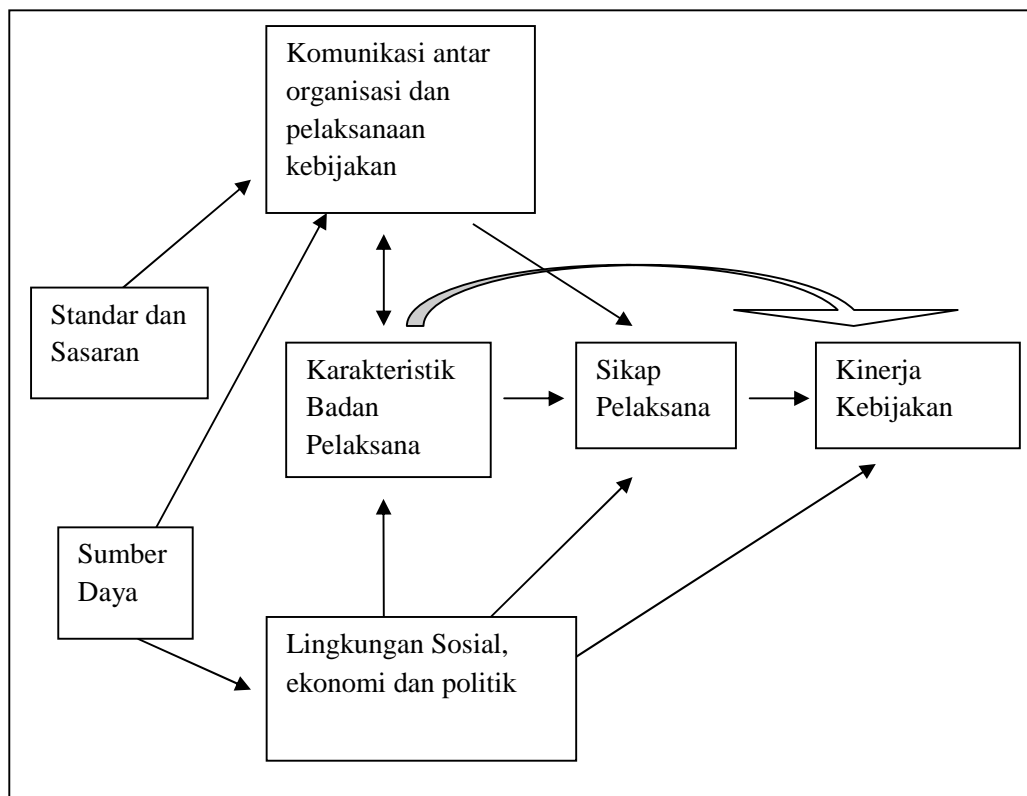 Komunikasi antar
organisasi dan
pelaksanaan
kebijakan
Standar dan
Sasaran
Karakteristik
Badan
Pelaksana
Sikap
Pelaksana
Kinerja
Kebijakan
Sumber
Daya
Lingkungan Sosial,
ekonomi dan politik